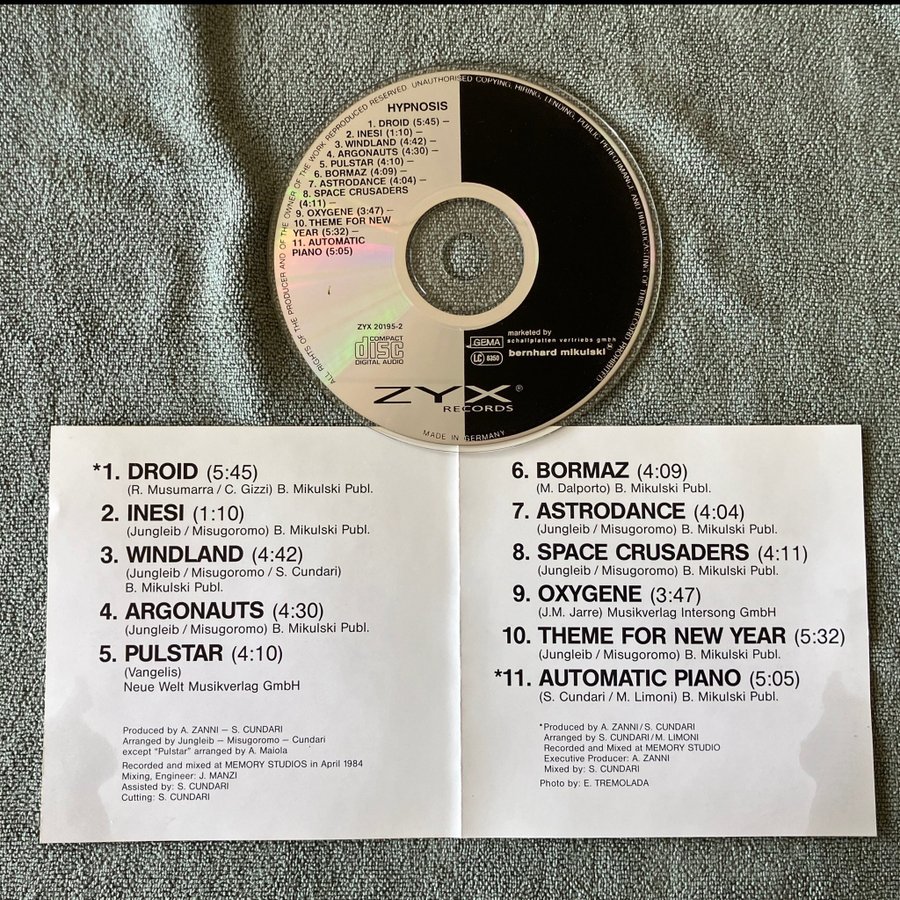 ALL RIGHTS OF THE PRODUCER AND OF THE OWNER OF THE WORK REPRODUCED RESERVED. UNAUTHORISED COPYING, HIRING, LENDING, PUBLIC PERFORMANCE AND BROADCASTING OF THIS RECORD PROHIBITED
HYPNOSIS
1. DROID (5:45) –
2. INESI (1:10) –
3. WINDLAND (4:42) –
4. ARGONAUTS (4:30) –
5. PULSTAR (4:10) –
6. BORMAZ (4:09) –
7. ASTRODANCE (4:04) –
8. SPACE CRUSADERS
(4:11) –
9. OXYGENE (3:47) –
10. THEME FOR NEW
YEAR (5:32) –
11. AUTOMATIC
PIANO (5:05)
ZYX 20195-2
COMPACT
disc
DIGITAL AUDIO
GEMA
LC 8350
marketed by
schallplatten vertriebs gmbh
bernhard mikulski
ZYX®
RECORDS
MADE IN GERMANY
*1. DROID (5:45)
(R. Musumarra / C. Gizzi) B. Mikulski Publ.
2. INESI (1:10)
(Jungleib / Misugoromo) B. Mikulski Publ.
3. WINDLAND (4:42)
(Jungleib / Misugoromo / S. Cundari)
B. Mikulski Publ.
4. ARGONAUTS (4:30)
(Jungleib / Misugoromo) B. Mikulski Publ.
5. PULSTAR (4:10)
(Vangelis)
Neue Welt Musikverlag GmbH
Produced by A. ZANNI – S. CUNDARI
Arranged by Jungleib – Misugoromo – Cundari
except "Pulstar" arranged by A. Maiola
Recorded and mixed at MEMORY STUDIOS in April 1984
Mixing, Engineer: J. MANZI
Assisted by: S. CUNDARI
Cutting: S. CUNDARI
6. BORMAZ (4:09)
(M. Dalporto) B. Mikulski Publ.
7. ASTRODANCE (4:04)
(Jungleib / Misugoromo) B. Mikulski Publ.
8. SPACE CRUSADERS (4:11)
(Jungleib / Misugoromo) B. Mikulski Publ.
9. OXYGENE (3:47)
(J.M. Jarre) Musikverlag Intersong GmbH
10. THEME FOR NEW YEAR (5:32)
(Jungleib / Misugoromo) B. Mikulski Publ.
*11. AUTOMATIC PIANO (5:05)
(S. Cundari / M. Limoni) B. Mikulski Publ.
*Produced by A. ZANNI / S. CUNDARI
Arranged by S. CUNDARI / M. LIMONI
Recorded and Mixed at MEMORY STUDIO
Executive Producer: A. ZANNI
Mixed by: S. CUNDARI
Photo by: E. TREMOLADA